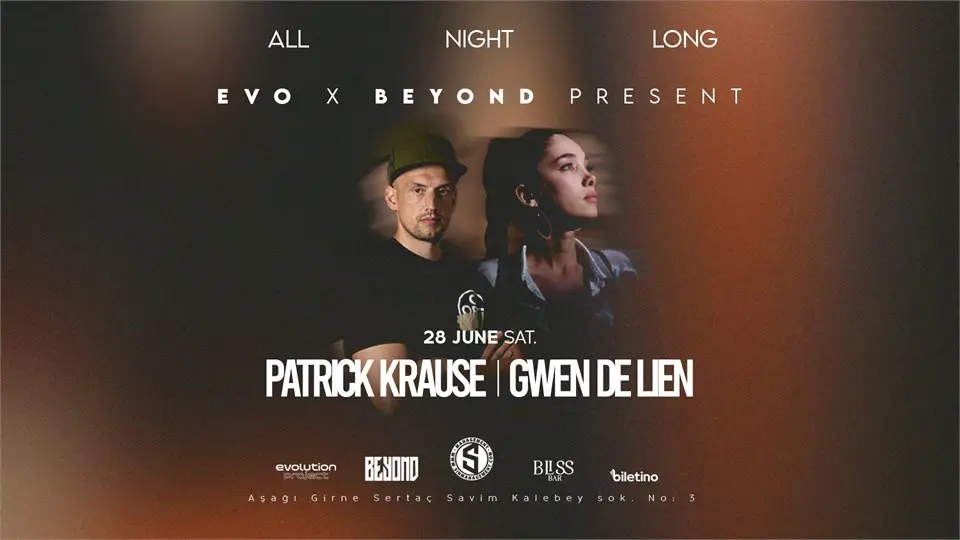 ALL NIGHT LONG
EVO X BEYOND PRESENT
28 JUNE SAT.
PATRICK KRAUSE | GWEN DE LIEN
evolution project
BEYOND
BLISS BAR
biletino
Aşağı Girne Sertaç Savim Kalebey sok. No: 3